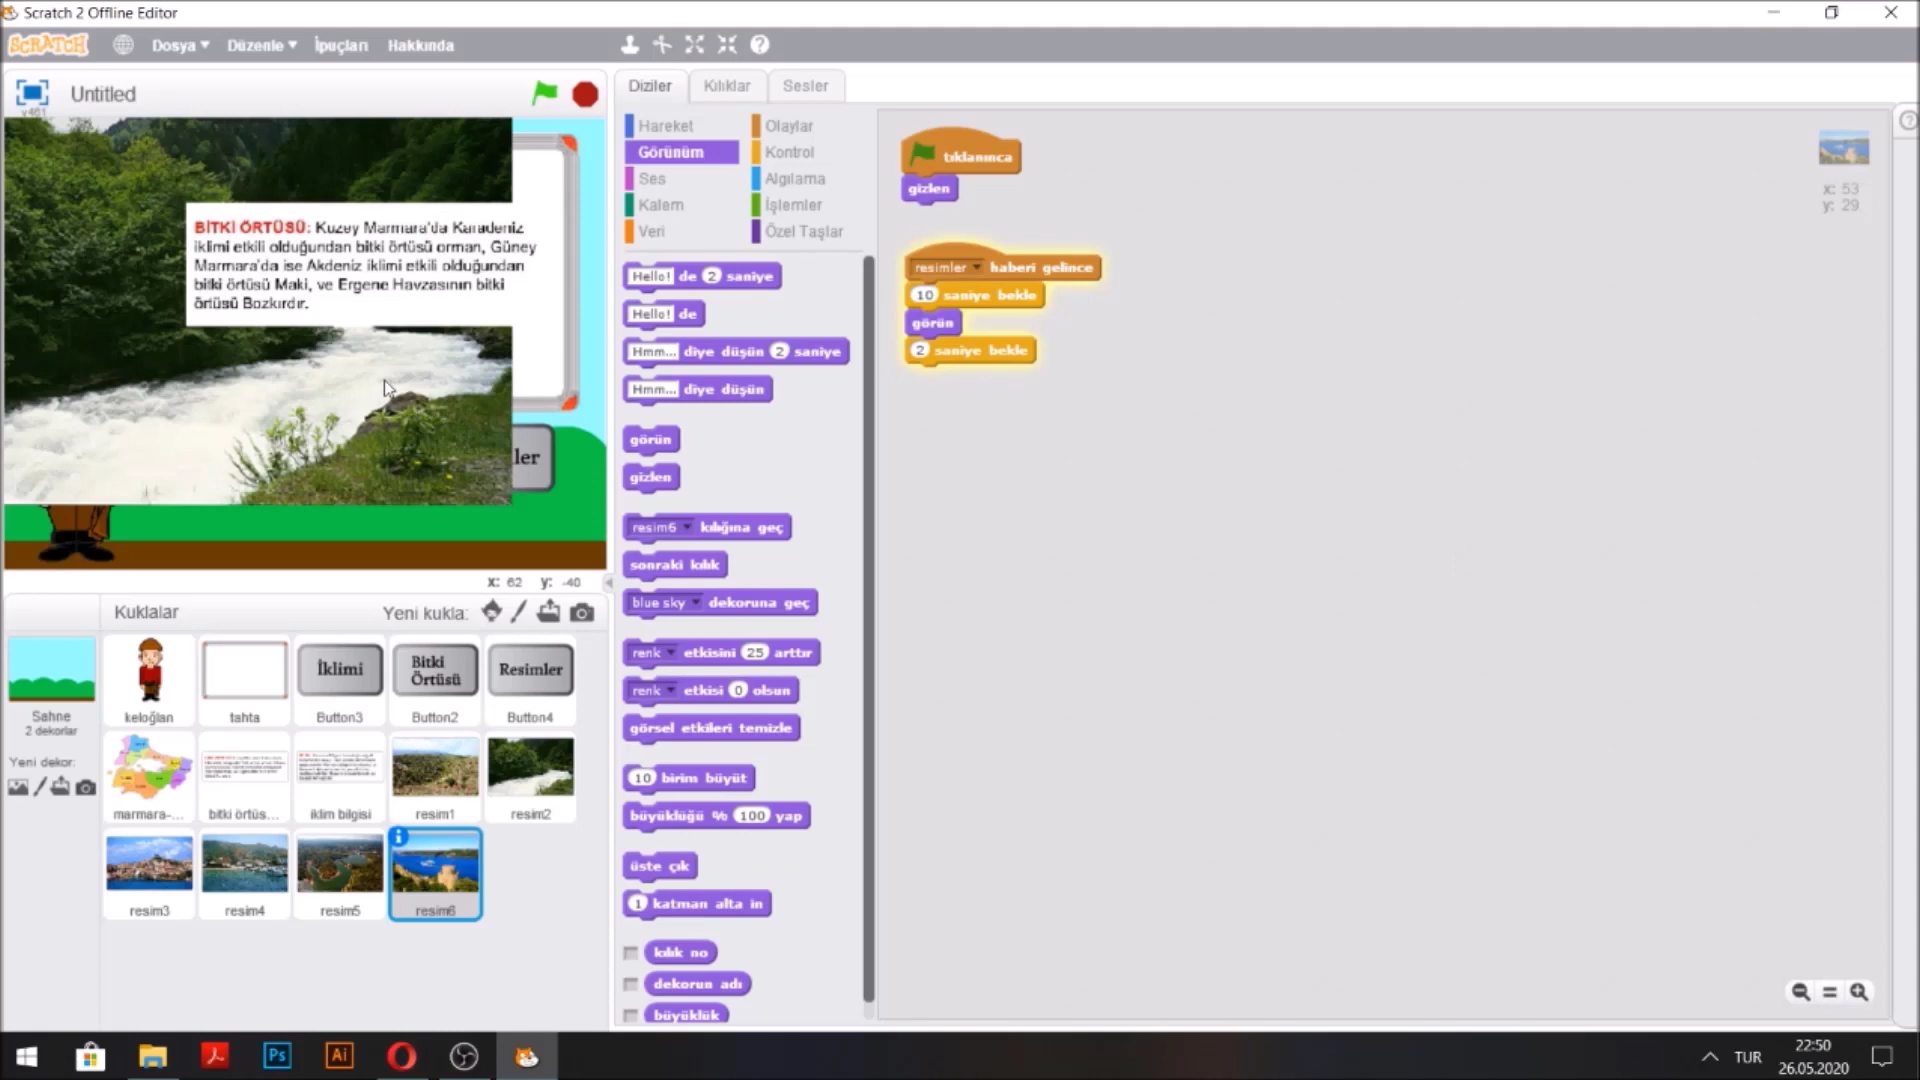 Scratch 2 Offline Editor
SCRATCH
Dosya
Düzenle
İpuçları
Hakkında
Untitled
v461
BİTKİ ÖRTÜSÜ: Kuzey Marmara'da Karadeniz
iklimi etkili olduğundan bitki örtüsü orman, Güney
Marmara'da ise Akdeniz iklimi etkili olduğundan
bitki örtüsü Maki, ve Ergene Havzasının bitki
örtüsü Bozkırdır.
ler
x: 62 y: -40
Kuklalar
Yeni kukla:
Sahne
2 dekorlar
Yeni dekor:
İklimi
Bitki
Örtüsü
Resimler
keloğlan
tahta
Button3
Button2
Button4
marmara-...
bitki örtüs...
iklim bilgisi
resim1
resim2
resim3
resim4
resim5
resim6
Diziler
Kılıklar
Sesler
Hareket
Görünüm
Ses
Kalem
Veri
Olaylar
Kontrol
Algılama
İşlemler
Özel Taşlar
Hello! de 2 saniye
Hello! de
Hmm... diye düşün 2 saniye
Hmm... diye düşün
görün
gizlen
resim6 kılığına geç
sonraki kılık
blue sky dekoruna geç
renk etkisini 25 arttır
renk etkisi 0 olsun
görsel etkileri temizle
10 birim büyüt
büyüklüğü % 100 yap
üste çık
1 katman alta in
kılık no
dekorun adı
büyüklük
tıklanınca
gizlen
resimler haberi gelince
10 saniye bekle
görün
2 saniye bekle
x: 53
y: 29
Ps
Ai
TUR
22:50
26.05.2020